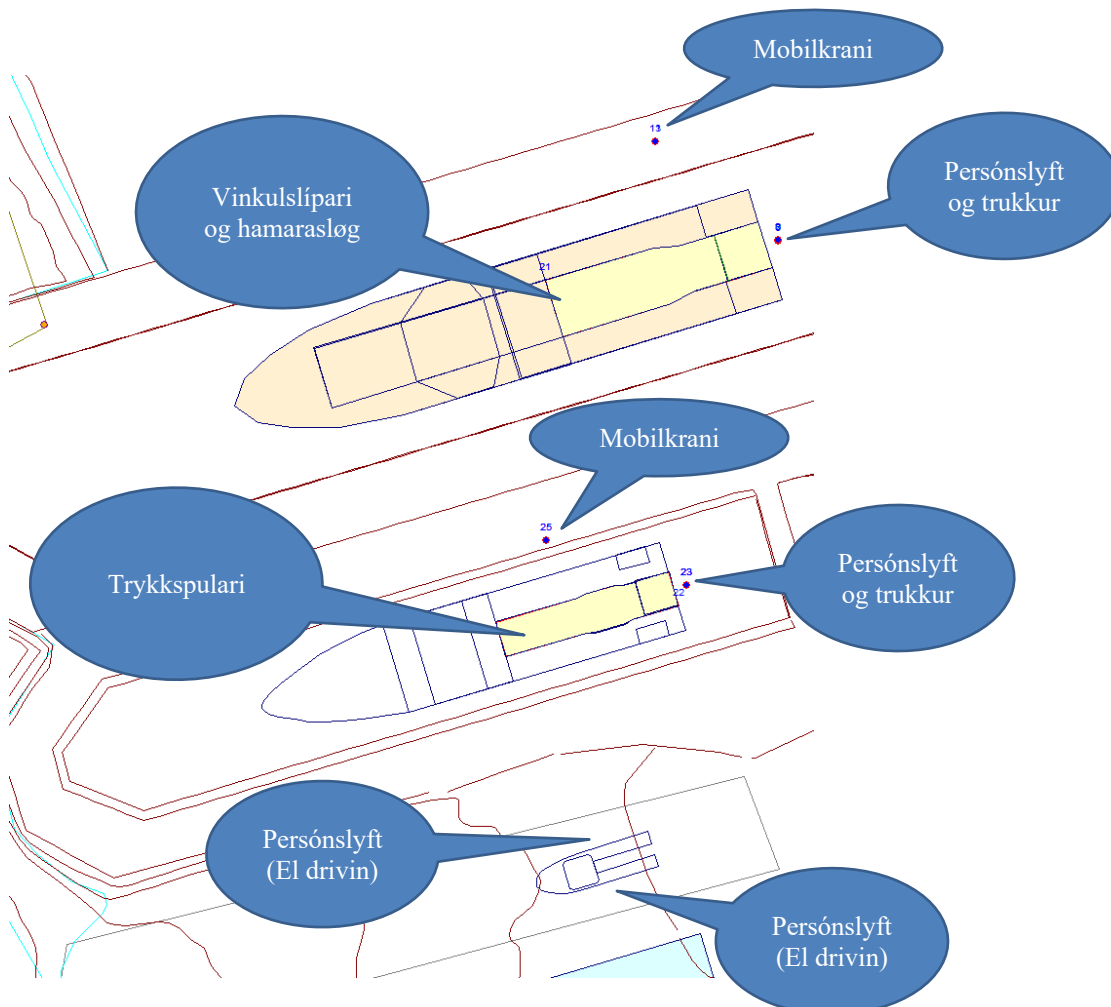 Mobilkrani
13
Persónslyft
og trukkur
Vinkulslípari
og hamarasløg
21
Mobilkrani
25
Trykkspulari
23
22
Persónslyft
og trukkur
Persónslyft
(El drivin)
Persónslyft
(El drivin)